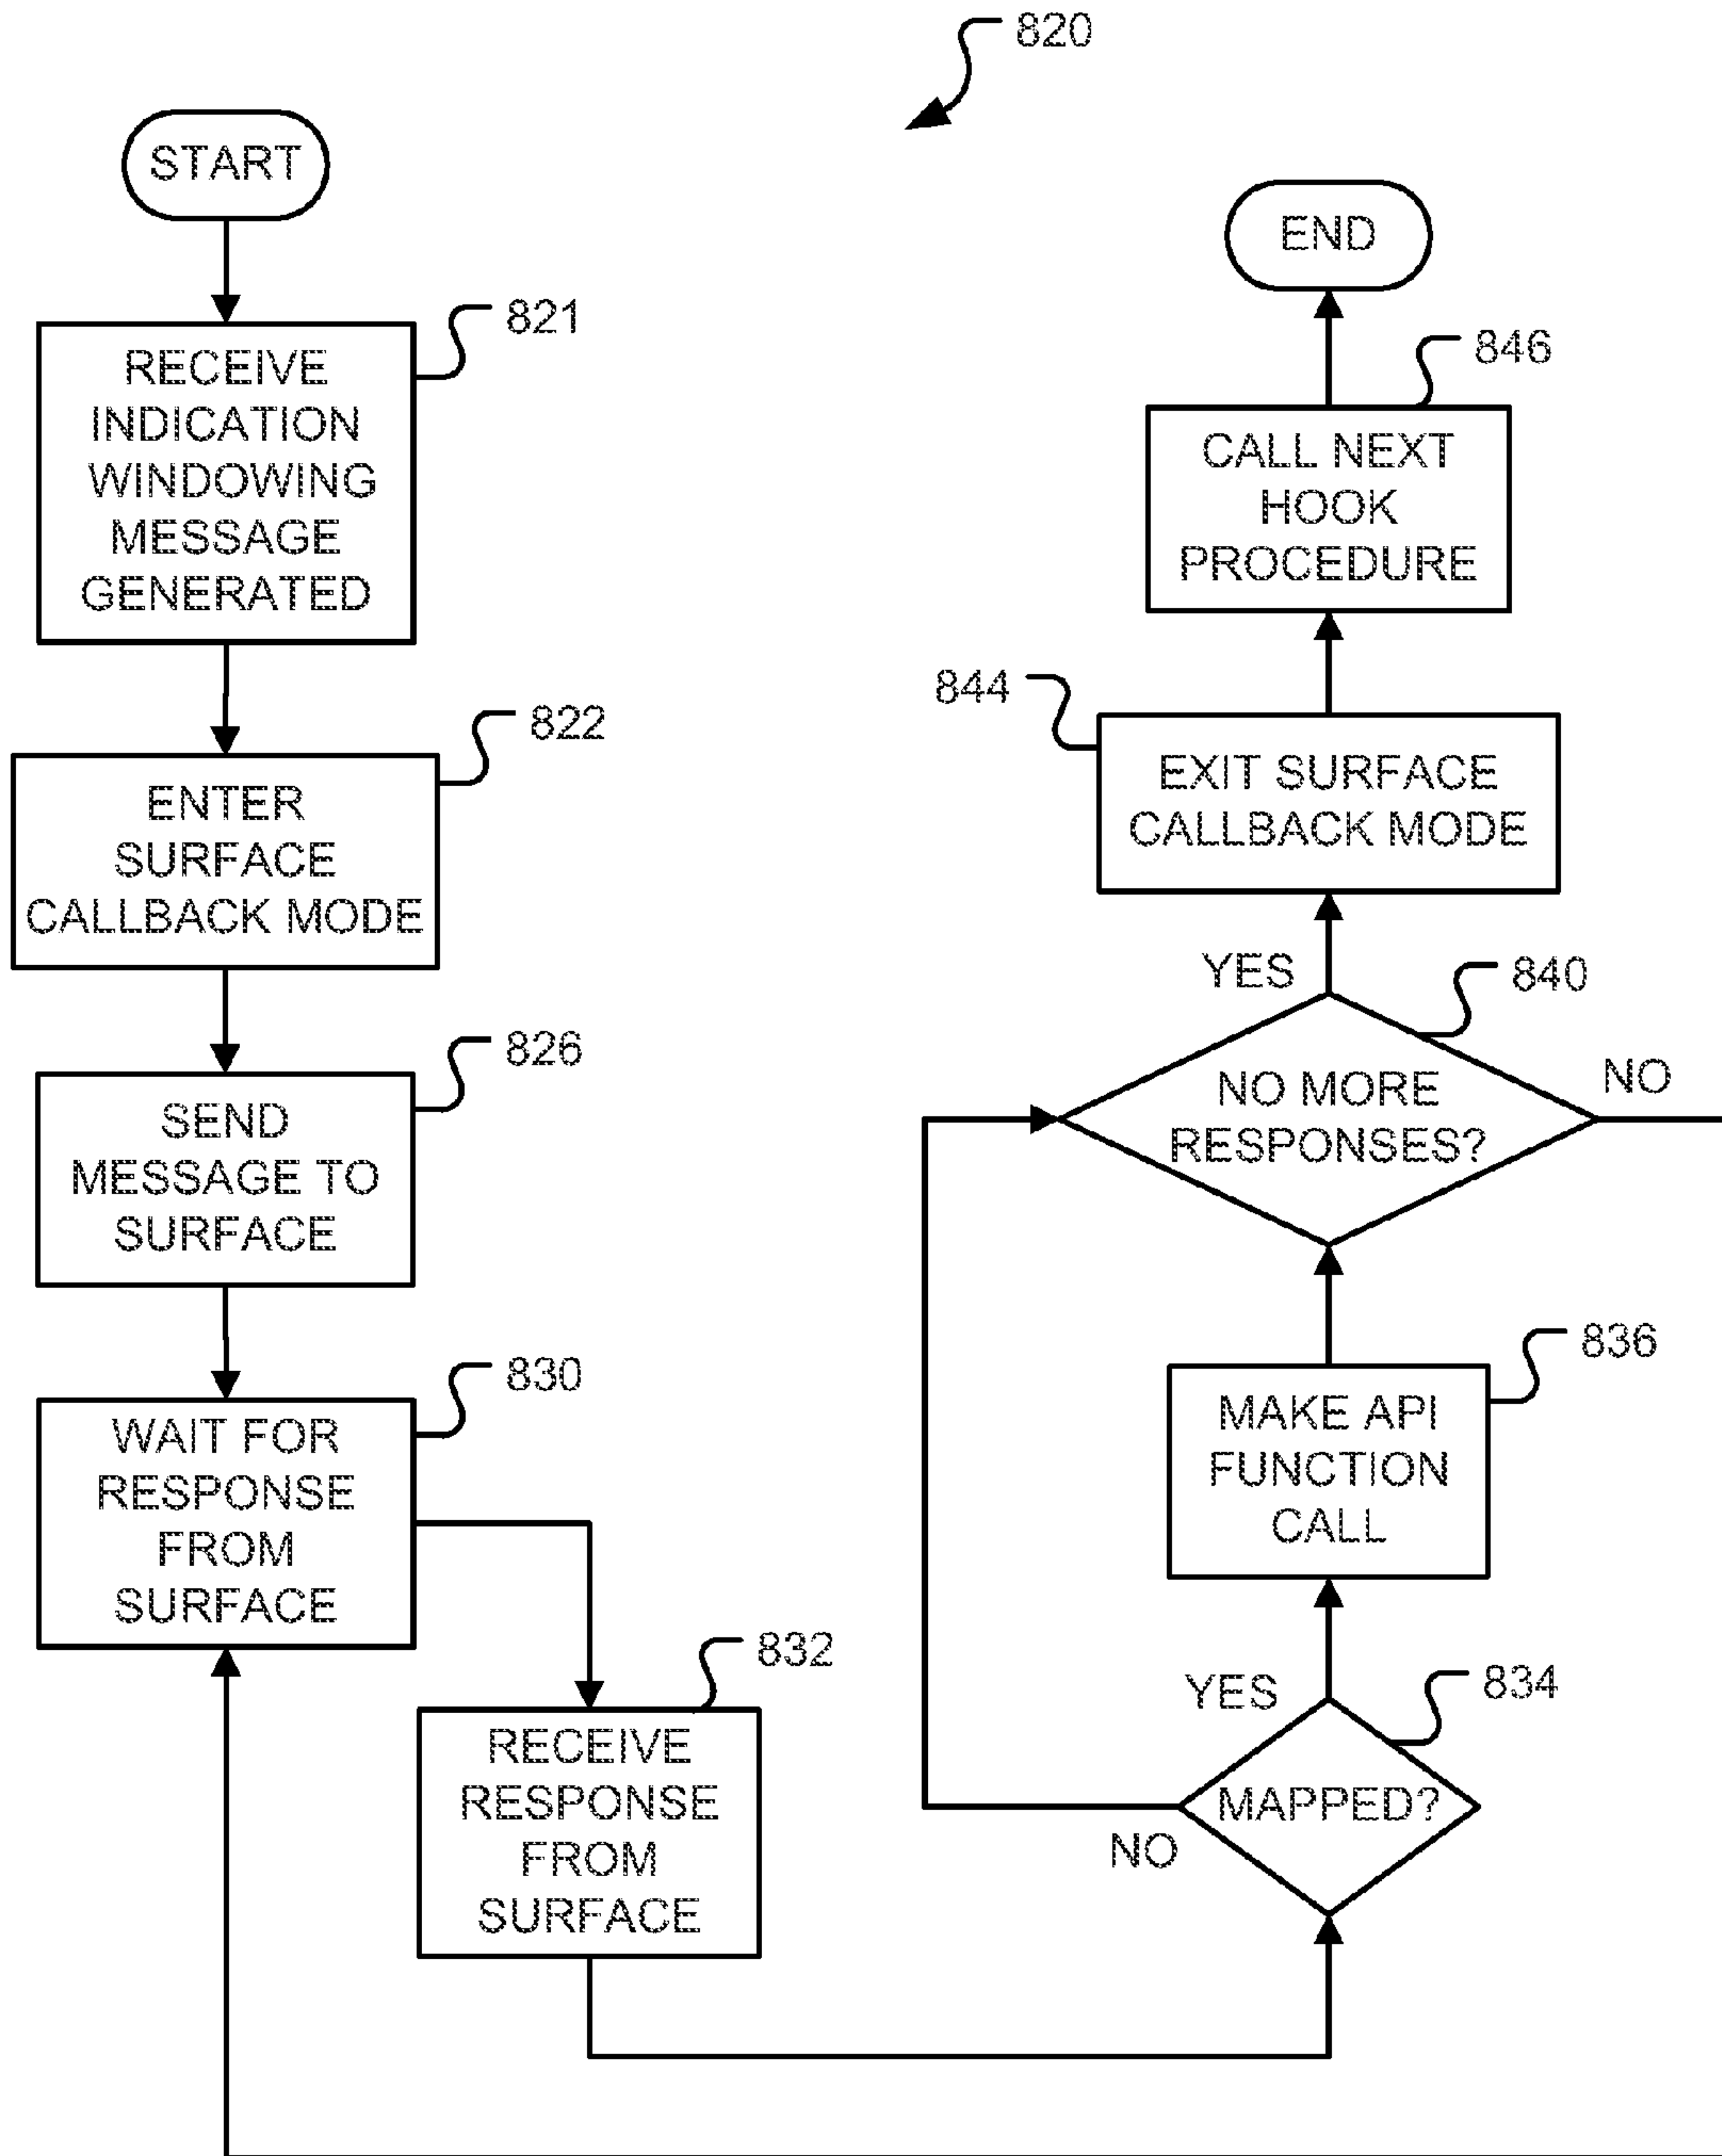 820
START
821
RECEIVE
INDICATION
WINDOWING
MESSAGE
GENERATED
822
ENTER
SURFACE
CALLBACK MODE
826
SEND
MESSAGE TO
SURFACE
830
WAIT FOR
RESPONSE
FROM
SURFACE
832
RECEIVE
RESPONSE
FROM
SURFACE
834
MAPPED?
YES
NO
836
MAKE API
FUNCTION
CALL
840
NO MORE
RESPONSES?
YES
NO
844
EXIT SURFACE
CALLBACK MODE
846
CALL NEXT
HOOK
PROCEDURE
END